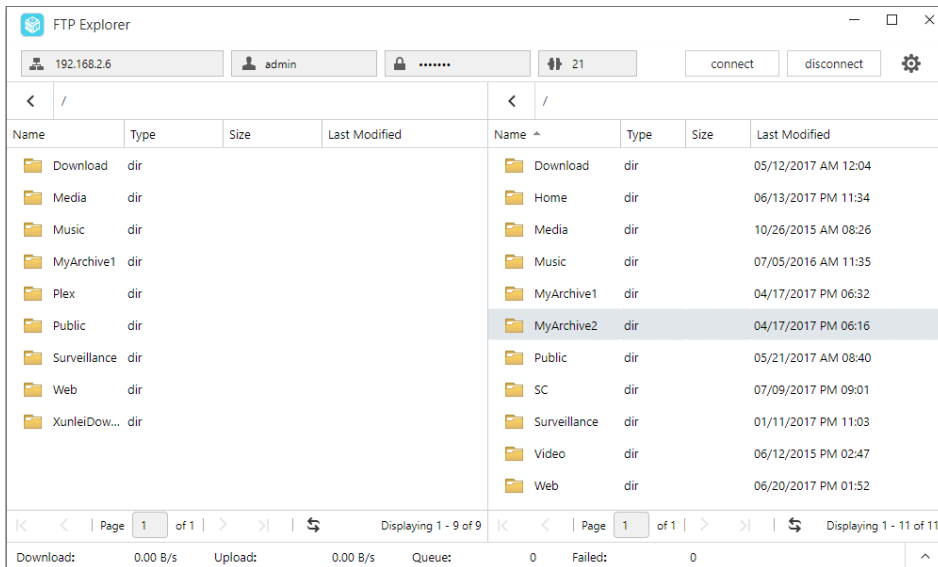 FTP Explorer
192.168.2.6 admin ••••••• 21 connect disconnect
/ /
Name Type Size Last Modified Name Type Size Last Modified
Download dir Download dir 05/12/2017 AM 12:04
Media dir Home dir 06/13/2017 PM 11:34
Music dir Media dir 10/26/2015 AM 08:26
MyArchive1 dir Music dir 07/05/2016 AM 11:35
Plex dir MyArchive1 dir 04/17/2017 PM 06:32
Public dir MyArchive2 dir 04/17/2017 PM 06:16
Surveillance dir Public dir 05/21/2017 AM 08:40
Web dir SC dir 07/09/2017 PM 09:01
XunleiDow... dir Surveillance dir 01/11/2017 PM 11:03
Video dir 06/12/2015 PM 02:47
Web dir 06/20/2017 PM 01:52
Page 1 of 1 Displaying 1 - 9 of 9 Page 1 of 1 Displaying 1 - 11 of 11
Download: 0.00 B/s Upload: 0.00 B/s Queue: 0 Failed: 0